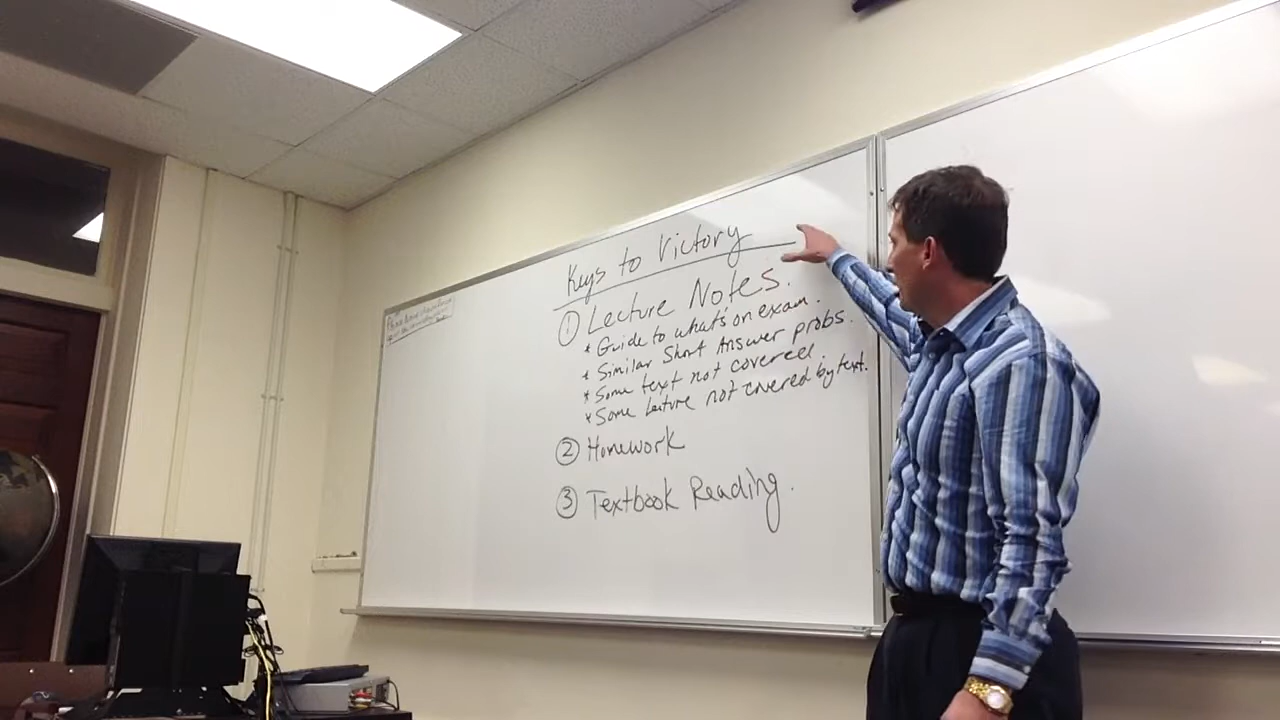 Please
Keys to Victory
① Lecture Notes.
* Guide to what's on exam.
* Similar Short Answer probs.
* Some text not covered.
* Some Lecture not covered by text.
② Homework
③ Textbook Reading.